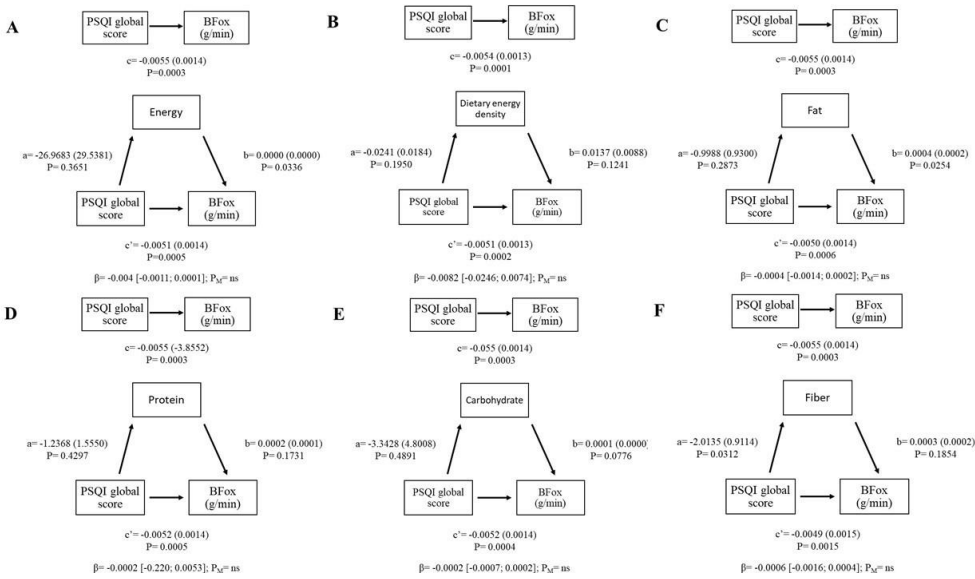 A
PSQI global
score
BFox
(g/min)
c= -0.0055 (0.0014)
P=0.0003
Energy
a= -26.9683 (29.5381)
P= 0.3651
b= 0.0000 (0.0000)
P= 0.0336
PSQI global
score
BFox
(g/min)
c'= -0.0051 (0.0014)
P=0.0005
β= -0.004 [-0.0011; 0.0001]; PM= ns
B
PSQI global
score
BFox
(g/min)
c= -0.0054 (0.0013)
P= 0.0001
Dietary energy
density
a= -0.0241 (0.0184)
P= 0.1950
b= 0.0137 (0.0088)
P= 0.1241
PSQI global
score
BFox
(g/min)
c'= -0.0051 (0.0013)
P= 0.0002
β= -0.0082 [-0.0246; 0.0074]; PM= ns
C
PSQI global
score
BFox
(g/min)
c= -0.0055 (0.0014)
P= 0.0003
Fat
a= -0.9988 (0.9300)
P= 0.2873
b= 0.0004 (0.0002)
P= 0.0254
PSQI global
score
BFox
(g/min)
c'= -0.0050 (0.0014)
P= 0.0006
β= -0.0004 [-0.0014; 0.0002]; PM= ns
D
PSQI global
score
BFox
(g/min)
c= -0.0055 (-3.8552)
P= 0.0003
Protein
a= -1.2368 (1.5550)
P= 0.4297
b= 0.0002 (0.0001)
P= 0.1731
PSQI global
score
BFox
(g/min)
c'= -0.0052 (0.0014)
P= 0.0005
β= -0.0002 [-0.220; 0.0053]; PM= ns
E
PSQI global
score
BFox
(g/min)
c= -0.055 (0.0014)
P= 0.0003
Carbohydrate
a= -3.3428 (4.8008)
P= 0.4891
b= 0.0001 (0.0000)
P= 0.0776
PSQI global
score
BFox
(g/min)
c'= -0.0052 (0.0014)
P= 0.0004
β= -0.0002 [-0.0007; 0.0002]; PM= ns
F
PSQI global
score
BFox
(g/min)
c= -0.0055 (0.0014)
P= 0.0003
Fiber
a= -2.0135 (0.9114)
P= 0.0312
b= 0.0003 (0.0002)
P= 0.1854
PSQI global
score
BFox
(g/min)
c'= -0.0049 (0.0015)
P= 0.0015
β= -0.0006 [-0.0016; 0.0004]; PM= ns